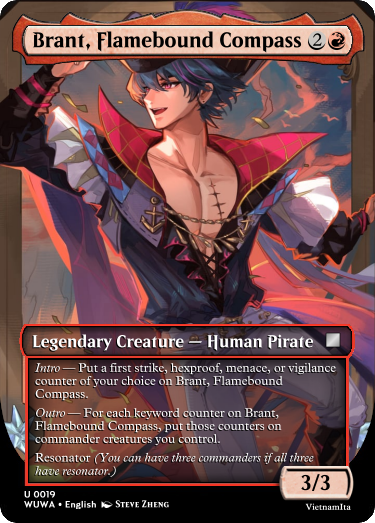 Brant, Flamebound Compass 2
Legendary Creature — Human Pirate
Intro — Put a first strike, hexproof, menace, or vigilance
counter of your choice on Brant, Flamebound
Compass.
Outro — For each keyword counter on Brant,
Flamebound Compass, put those counters on
commander creatures you control.
Resonator (You can have three commanders if all three
have resonator.)
3/3
U 0019
WUWA • English Steve Zheng
VietnamIta